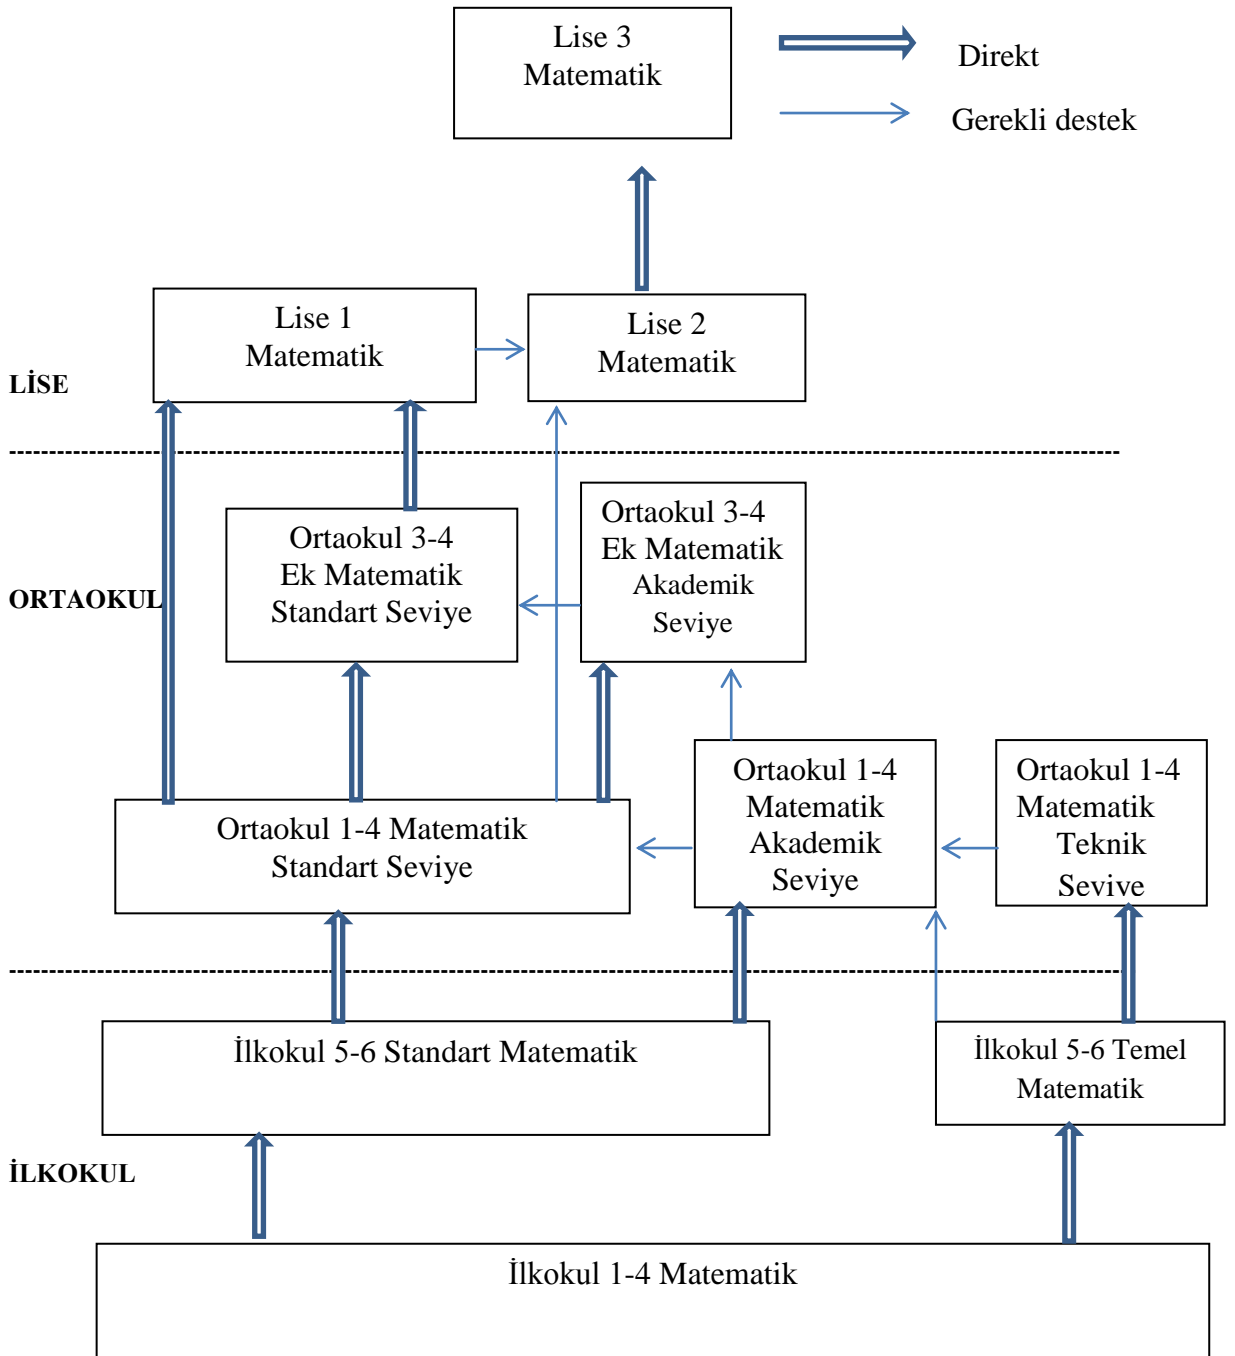 Lise 3
Matematik
Direkt
Gerekli destek
Lise 1
Matematik
Lise 2
Matematik
LİSE
Ortaokul 3-4
Ek Matematik
Standart Seviye
Ortaokul 3-4
Ek Matematik
Akademik
Seviye
ORTAOKUL
Ortaokul 1-4 Matematik
Standart Seviye
Ortaokul 1-4
Matematik
Akademik
Seviye
Ortaokul 1-4
Matematik
Teknik
Seviye
İlkokul 5-6 Standart Matematik
İlkokul 5-6 Temel
Matematik
İLKOKUL
İlkokul 1-4 Matematik